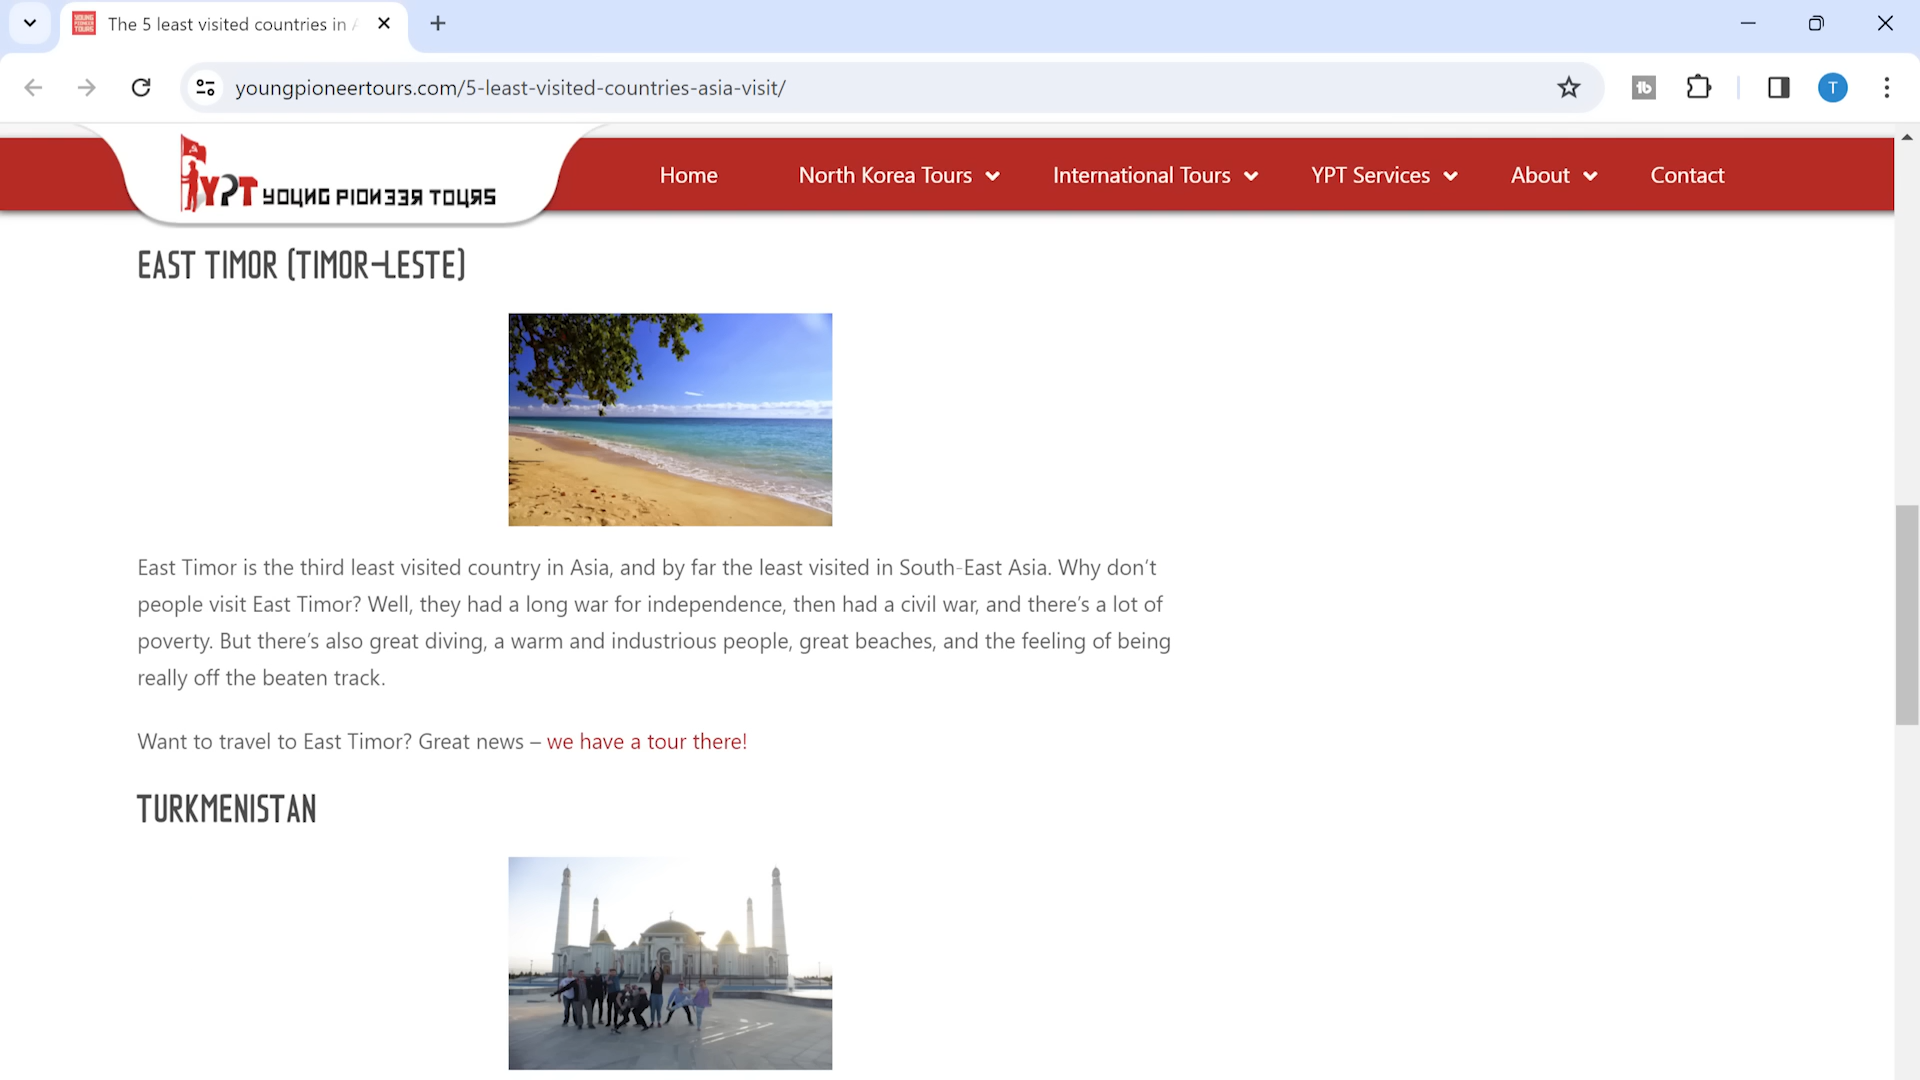 The 5 least visited countries in
youngpioneertours.com/5-least-visited-countries-asia-visit/
T
YPT YOUNG PIONEER TOURS
Home
North Korea Tours
International Tours
YPT Services
About
Contact
EAST TIMOR (TIMOR-LESTE)
East Timor is the third least visited country in Asia, and by far the least visited in South-East Asia. Why don’t
people visit East Timor? Well, they had a long war for independence, then had a civil war, and there’s a lot of
poverty. But there’s also great diving, a warm and industrious people, great beaches, and the feeling of being
really off the beaten track.
Want to travel to East Timor? Great news – we have a tour there!
TURKMENISTAN